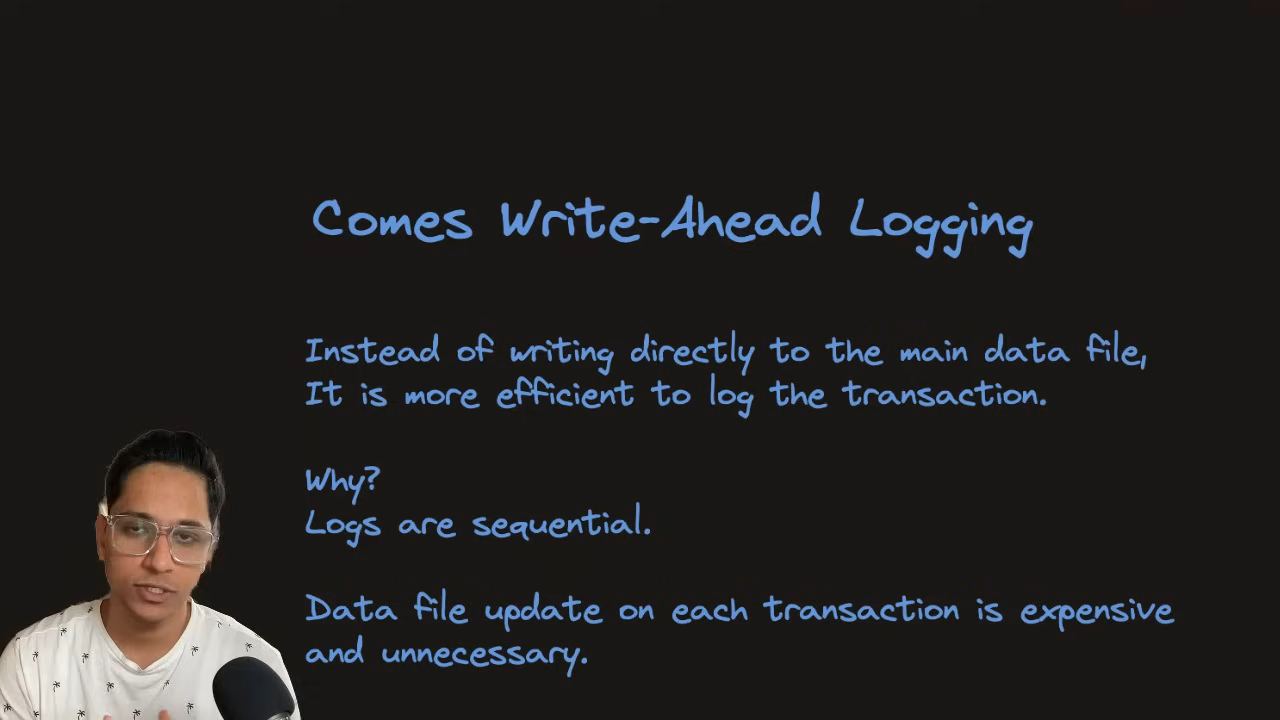 Comes Write-Ahead Logging
Instead of writing directly to the main data file,
It is more efficient to log the transaction.
Why?
Logs are sequential.
Data file update on each transaction is expensive
and unnecessary.